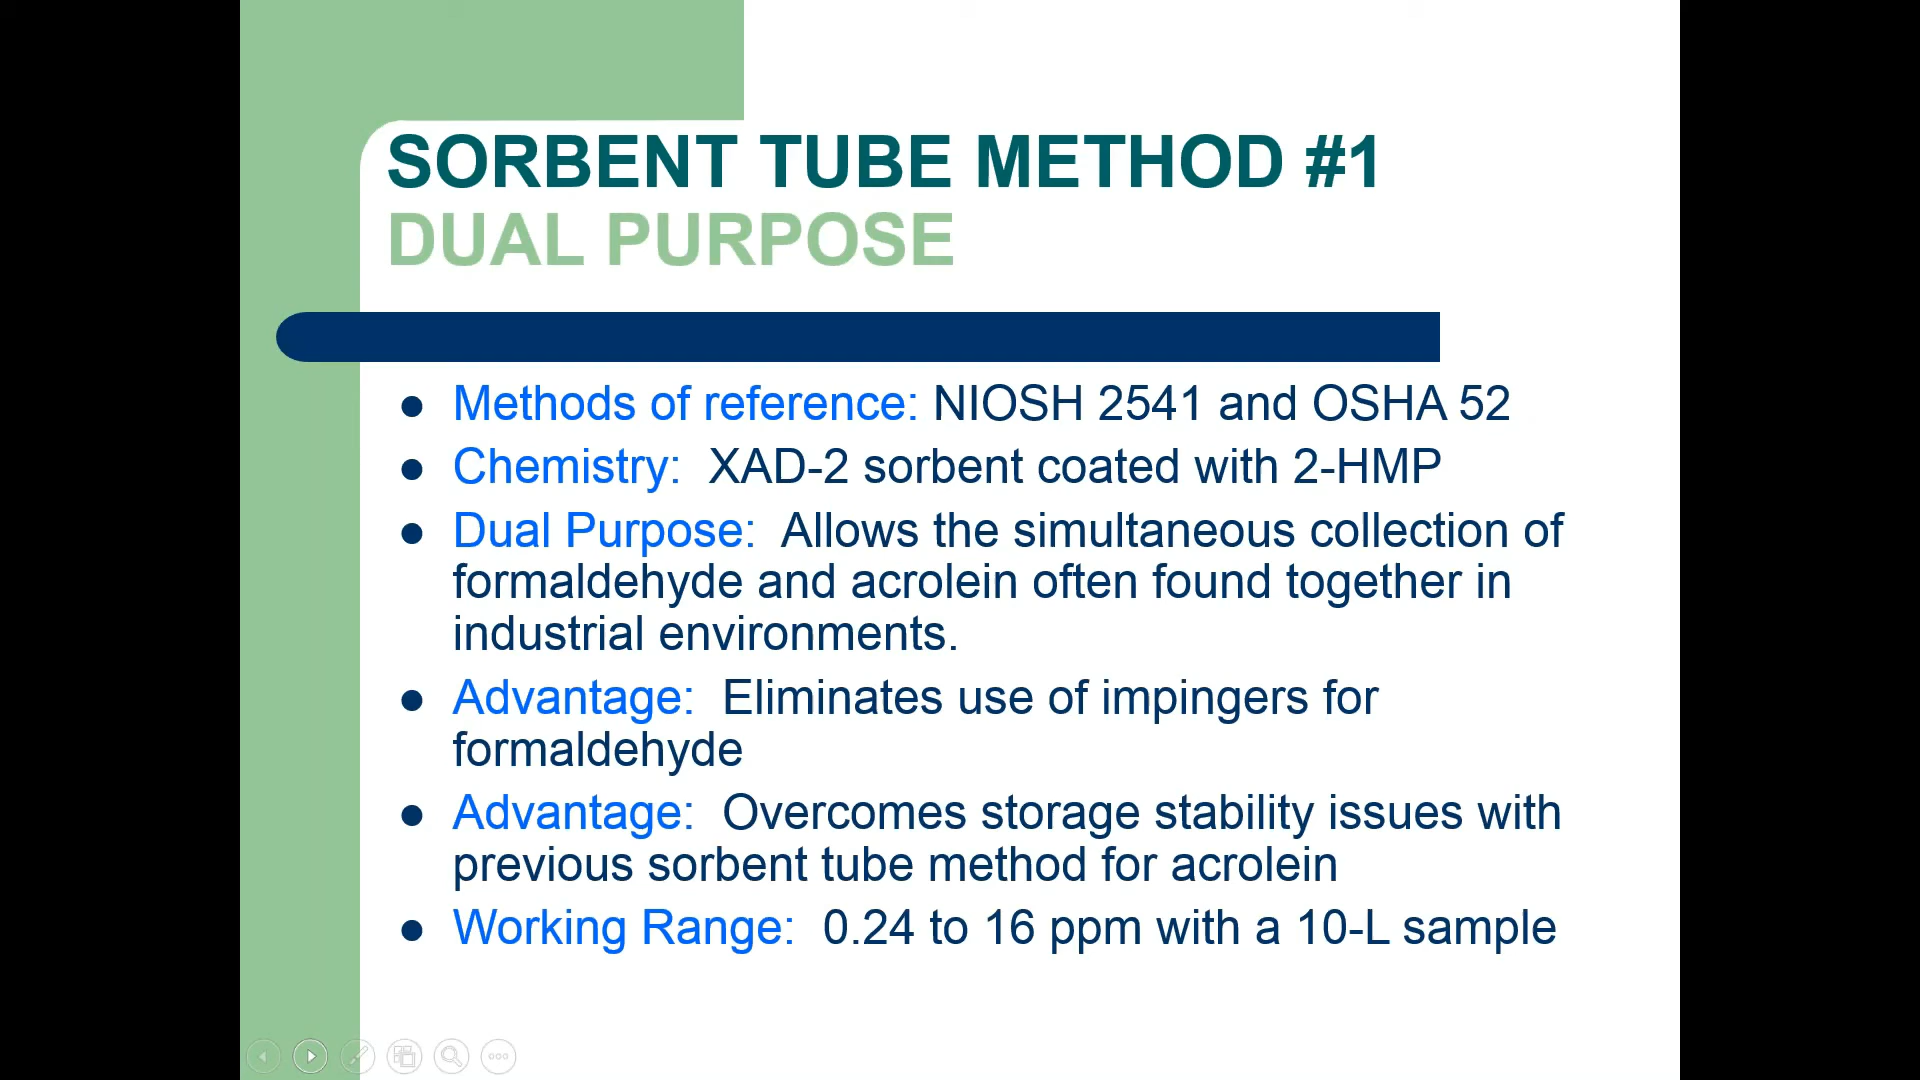 SORBENT TUBE METHOD #1
DUAL PURPOSE
Methods of reference: NIOSH 2541 and OSHA 52
Chemistry: XAD-2 sorbent coated with 2-HMP
Dual Purpose: Allows the simultaneous collection of
formaldehyde and acrolein often found together in
industrial environments.
Advantage: Eliminates use of impingers for
formaldehyde
Advantage: Overcomes storage stability issues with
previous sorbent tube method for acrolein
Working Range: 0.24 to 16 ppm with a 10-L sample